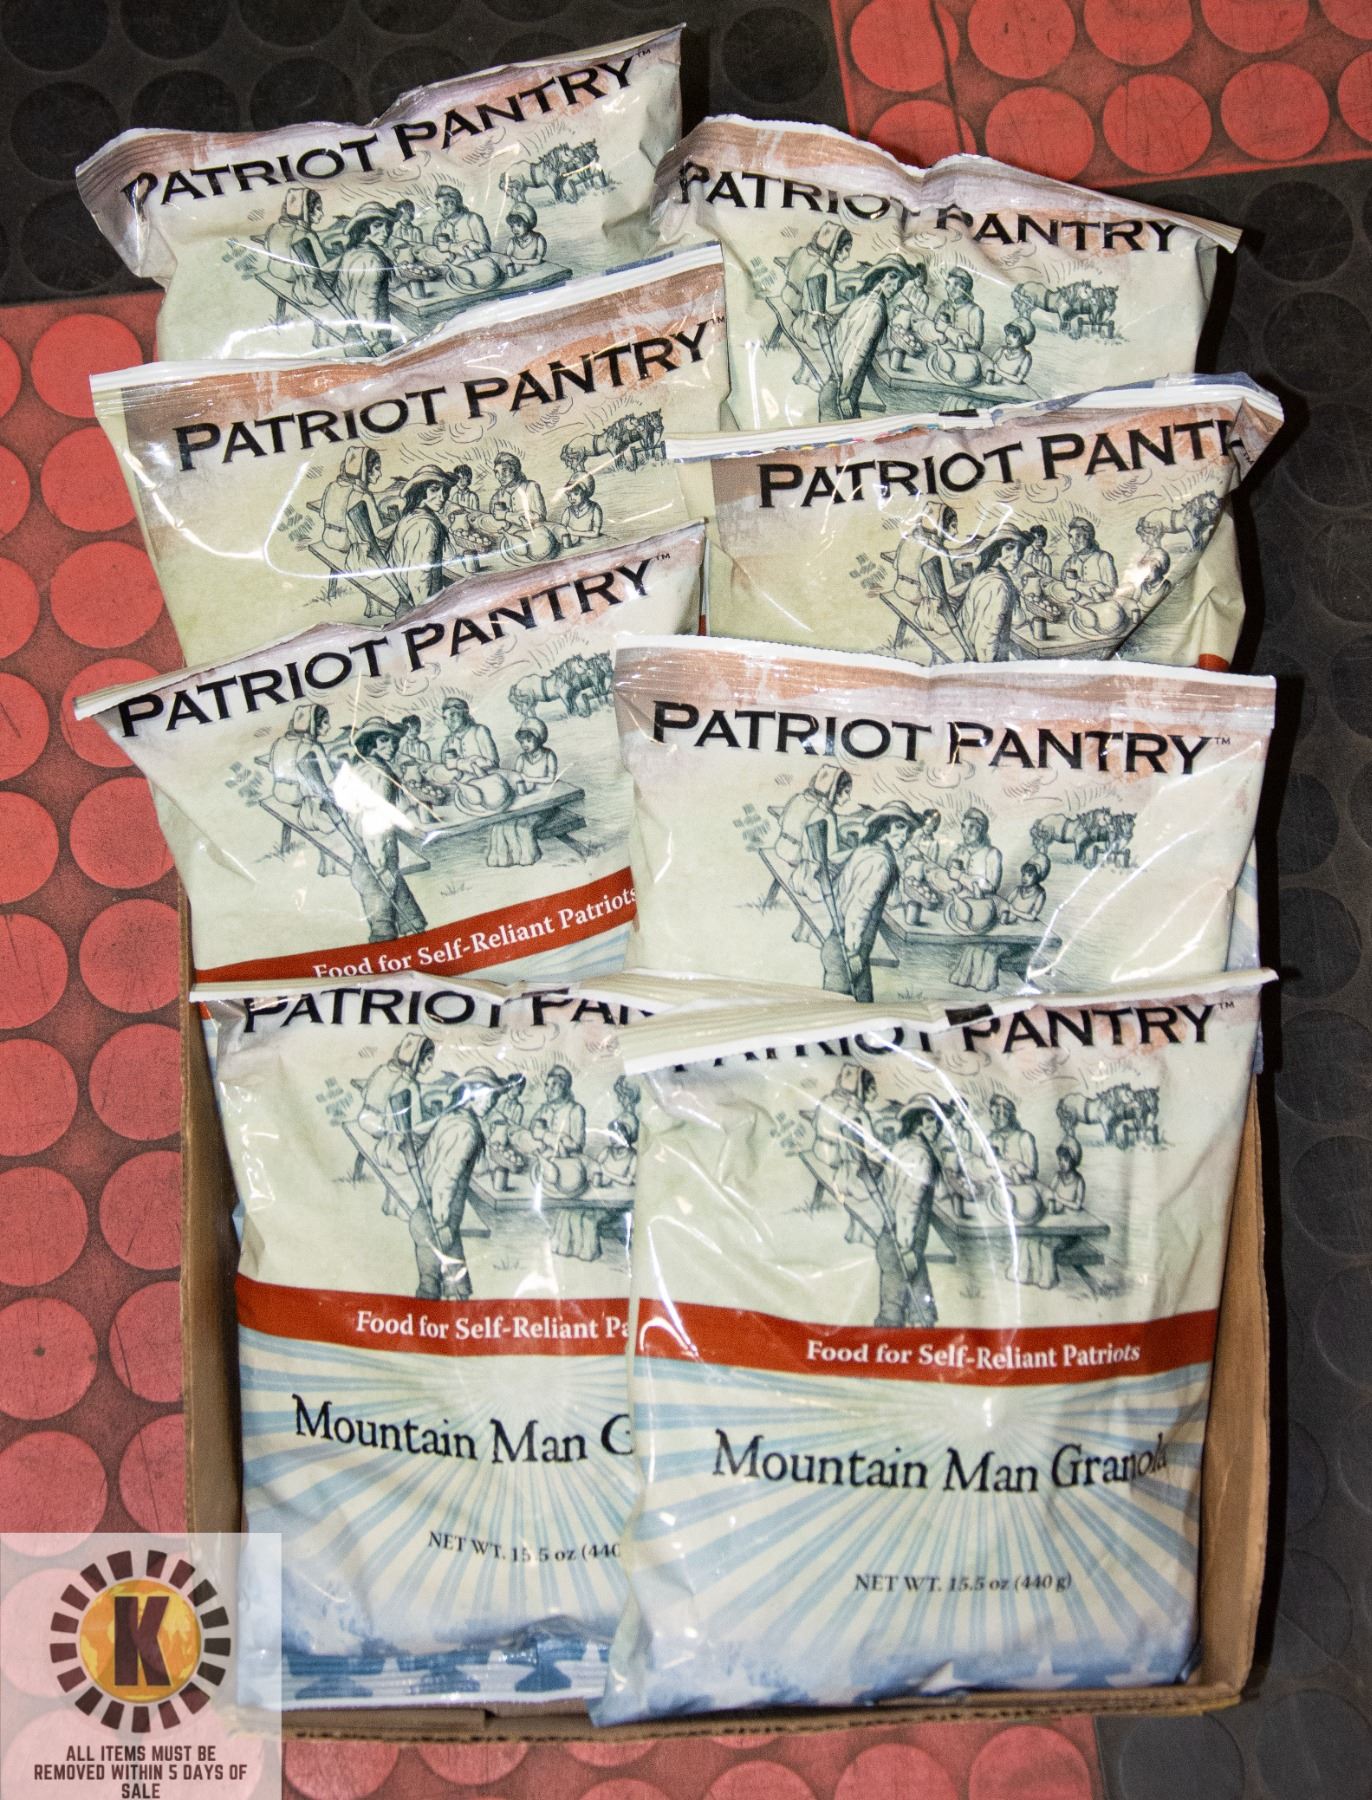 PATRIOT PANTRY™
PATRIOT PANTRY
PATRIOT PANTRY™
PATRIOT PANT
PATRIOT PANTRY™
Food for Self-Reliant Patriots
PATRIOT PANTRY™
PATRIOT PAN
Food for Self-Reliant Pa
Mountain Man G
NET WT. 15.5 oz (440
PATRIOT PANTRY™
Food for Self-Reliant Patriots
Mountain Man Granola
NET WT. 15.5 oz (440 g)
K
ALL ITEMS MUST BE
REMOVED WITHIN 5 DAYS OF
SALE